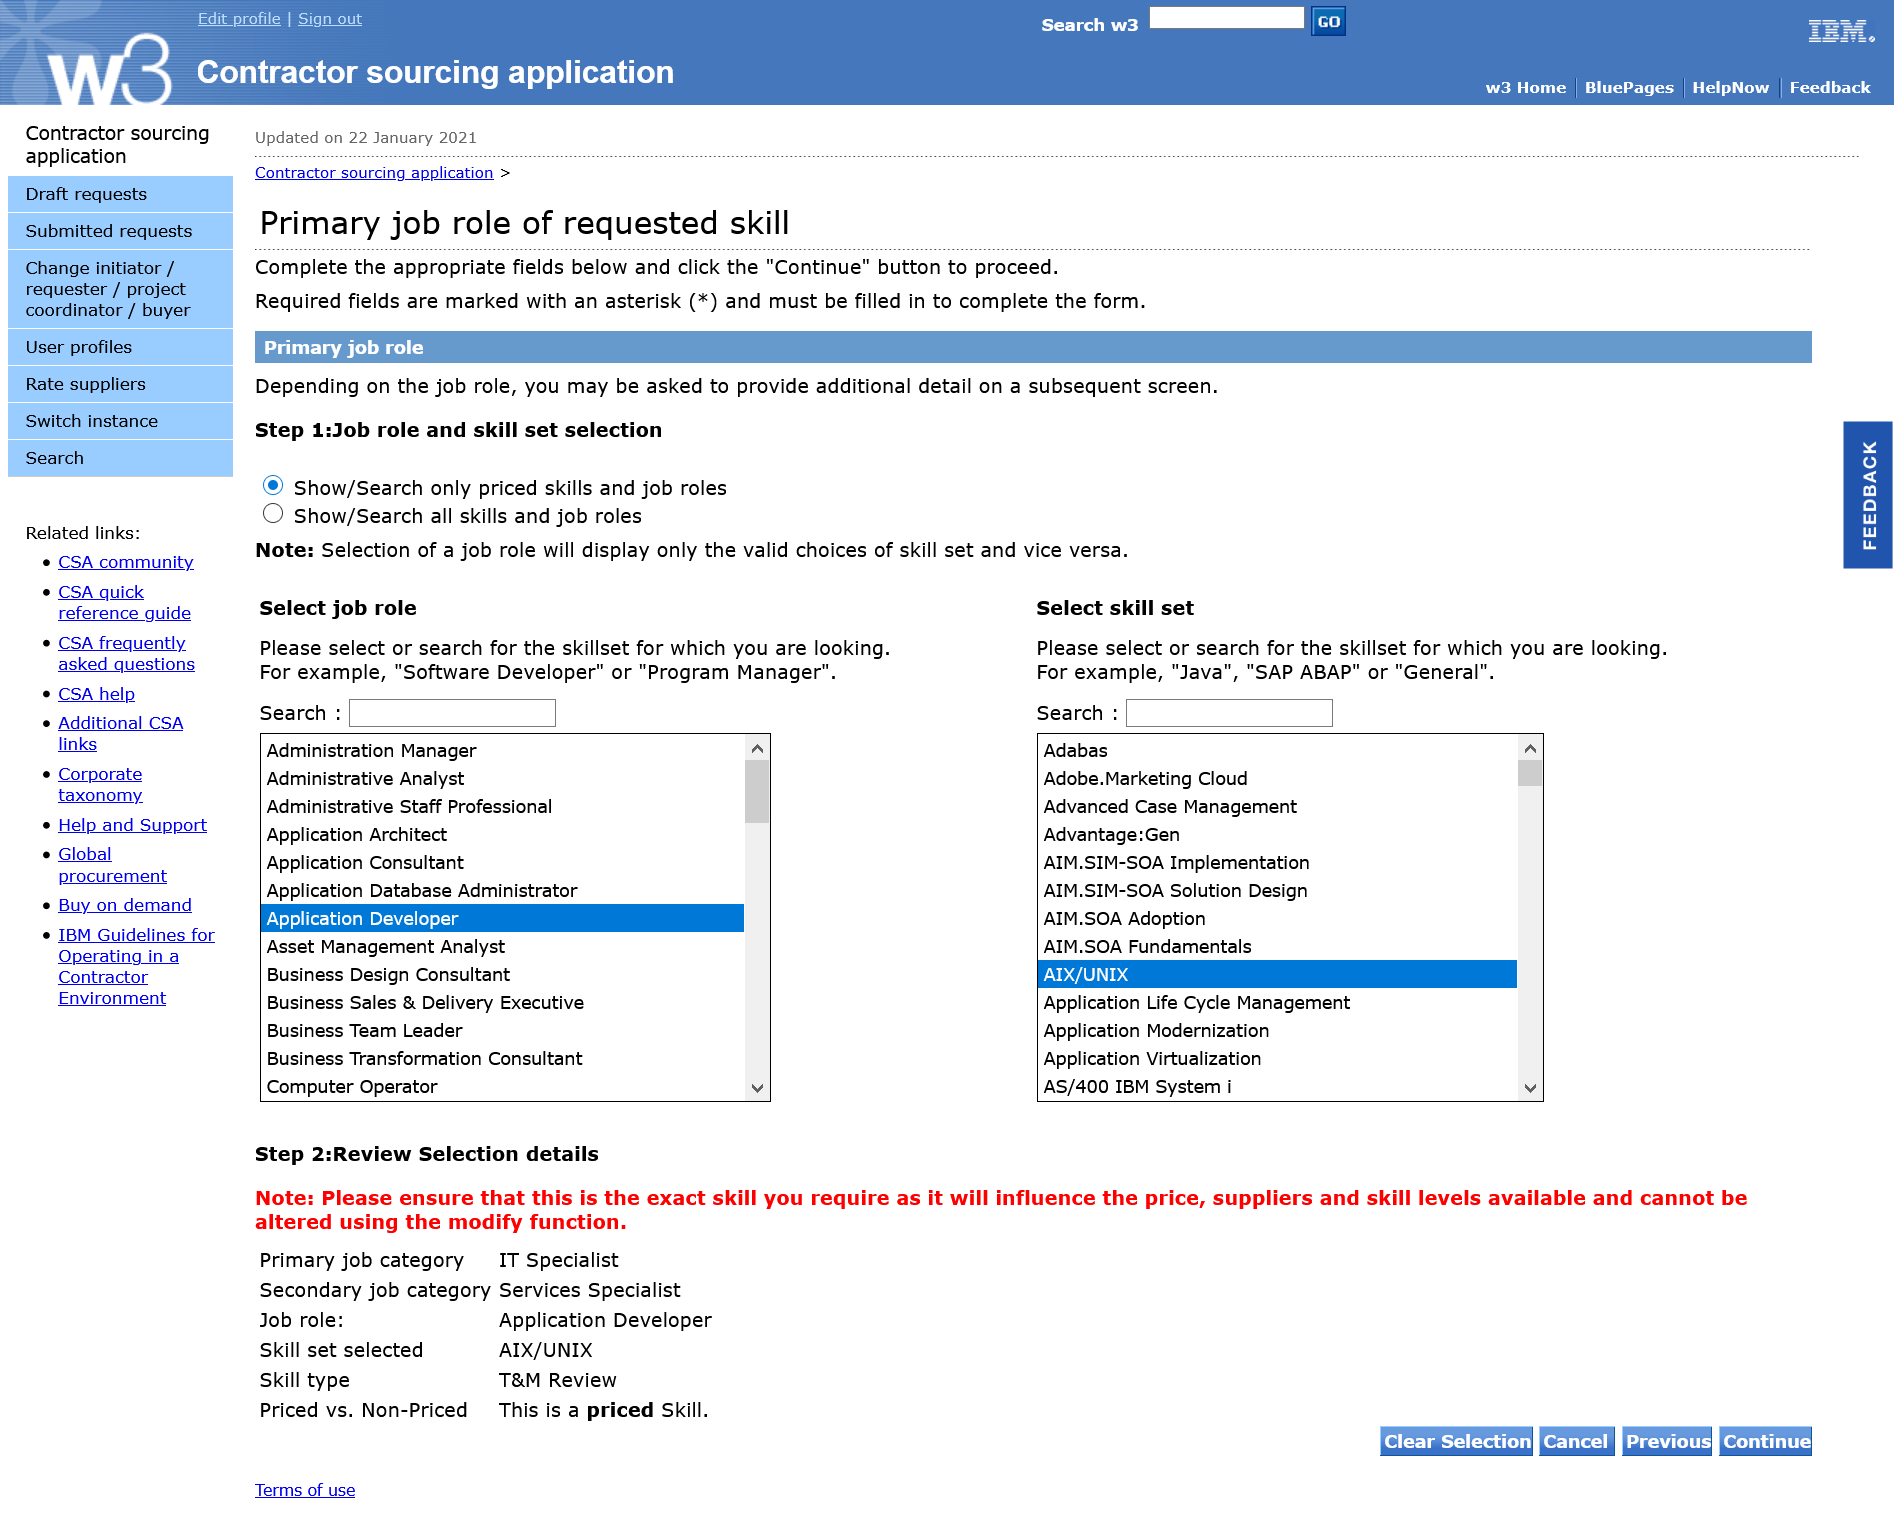 Edit profile | Sign out
Search w3
GO
IBM.
w3
Contractor sourcing application
w3 Home
BluePages
HelpNow
Feedback
Contractor sourcing
application
Draft requests
Submitted requests
Change initiator /
requester / project
coordinator / buyer
User profiles
Rate suppliers
Switch instance
Search
Related links:
CSA community
CSA quick
reference guide
CSA frequently
asked questions
CSA help
Additional CSA
links
Corporate
taxonomy
Help and Support
Global
procurement
Buy on demand
IBM Guidelines for
Operating in a
Contractor
Environment
Updated on 22 January 2021
Contractor sourcing application >
Primary job role of requested skill
Complete the appropriate fields below and click the "Continue" button to proceed.
Required fields are marked with an asterisk (*) and must be filled in to complete the form.
Primary job role
Depending on the job role, you may be asked to provide additional detail on a subsequent screen.
Step 1:Job role and skill set selection
Show/Search only priced skills and job roles
Show/Search all skills and job roles
Note: Selection of a job role will display only the valid choices of skill set and vice versa.
Select job role
Please select or search for the skillset for which you are looking.
For example, "Software Developer" or "Program Manager".
Search :
Administration Manager
Administrative Analyst
Administrative Staff Professional
Application Architect
Application Consultant
Application Database Administrator
Application Developer
Asset Management Analyst
Business Design Consultant
Business Sales & Delivery Executive
Business Team Leader
Business Transformation Consultant
Computer Operator
Select skill set
Please select or search for the skillset for which you are looking.
For example, "Java", "SAP ABAP" or "General".
Search :
Adabas
Adobe.Marketing Cloud
Advanced Case Management
Advantage:Gen
AIM.SIM-SOA Implementation
AIM.SIM-SOA Solution Design
AIM.SOA Adoption
AIM.SOA Fundamentals
AIX/UNIX
Application Life Cycle Management
Application Modernization
Application Virtualization
AS/400 IBM System i
FEEDBACK
Step 2:Review Selection details
Note: Please ensure that this is the exact skill you require as it will influence the price, suppliers and skill levels available and cannot be
altered using the modify function.
Primary job category IT Specialist
Secondary job category Services Specialist
Job role: Application Developer
Skill set selected AIX/UNIX
Skill type T&M Review
Priced vs. Non-Priced This is a priced Skill.
Clear Selection
Cancel
Previous
Continue
Terms of use